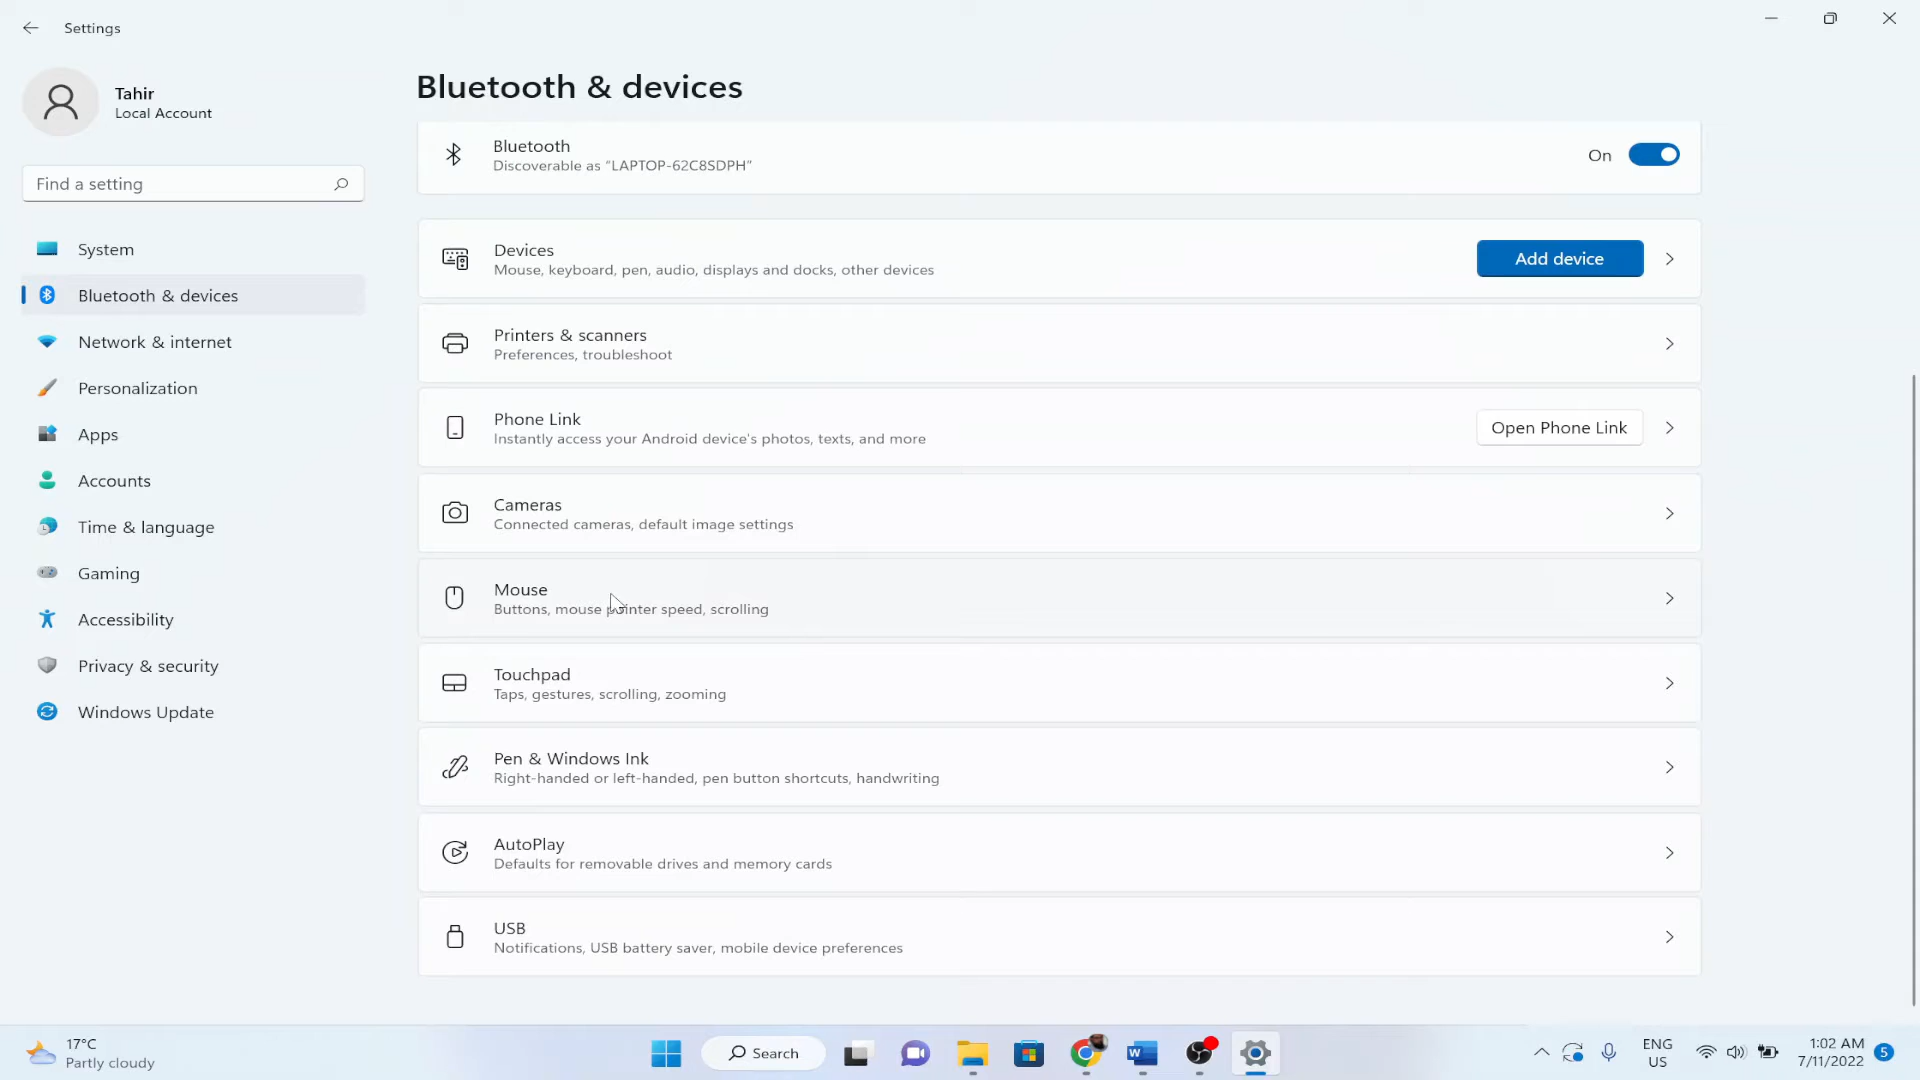 Settings
Tahir
Local Account
Find a setting
System
Bluetooth & devices
Network & internet
Personalization
Apps
Accounts
Time & language
Gaming
Accessibility
Privacy & security
Windows Update
Bluetooth & devices
Bluetooth
Discoverable as “LAPTOP-62C8SDPH”
On
Devices
Mouse, keyboard, pen, audio, displays and docks, other devices
Add device
Printers & scanners
Preferences, troubleshoot
Phone Link
Instantly access your Android device's photos, texts, and more
Open Phone Link
Cameras
Connected cameras, default image settings
Mouse
Buttons, mouse pointer speed, scrolling
Touchpad
Taps, gestures, scrolling, zooming
Pen & Windows Ink
Right-handed or left-handed, pen button shortcuts, handwriting
AutoPlay
Defaults for removable drives and memory cards
USB
Notifications, USB battery saver, mobile device preferences
17°C
Partly cloudy
Search
ENG
US
1:02 AM
7/11/2022
5